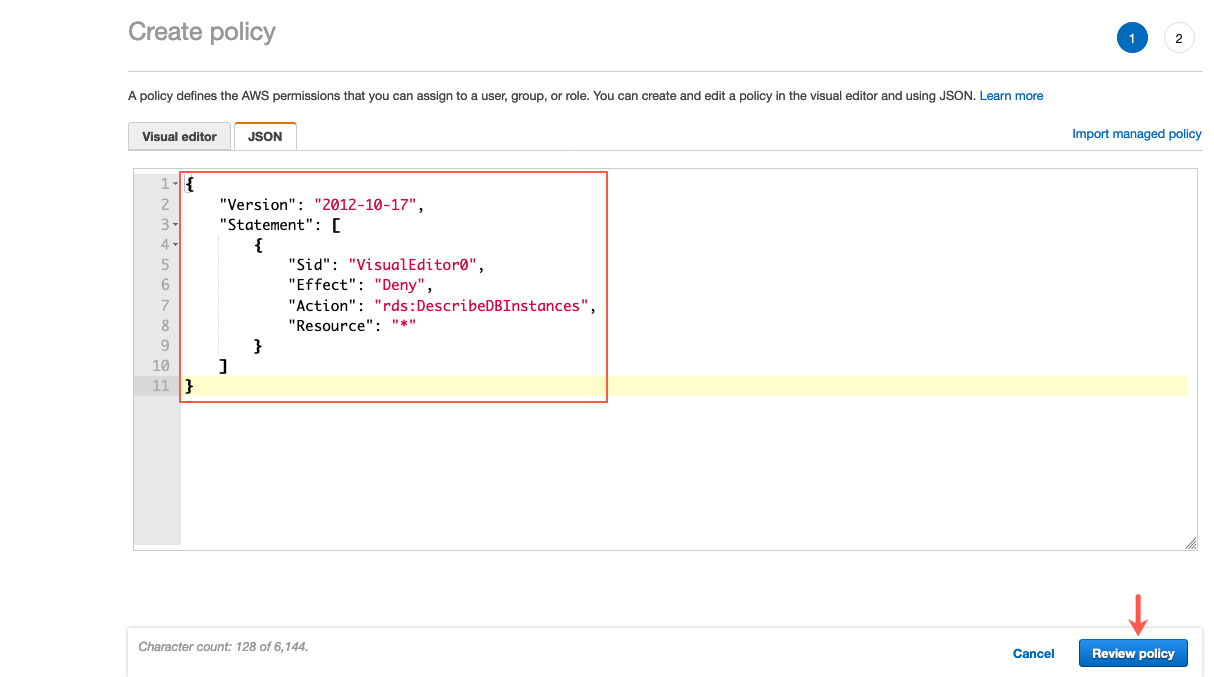 Create policy
1
2
A policy defines the AWS permissions that you can assign to a user, group, or role. You can create and edit a policy in the visual editor and using JSON. Learn more
Visual editor
JSON
Import managed policy
1 {
2     "Version": "2012-10-17",
3     "Statement": [
4         {
5             "Sid": "VisualEditor0",
6             "Effect": "Deny",
7             "Action": "rds:DescribeDBInstances",
8             "Resource": "*"
9         }
10     ]
11 }
Character count: 128 of 6,144.
Cancel
Review policy